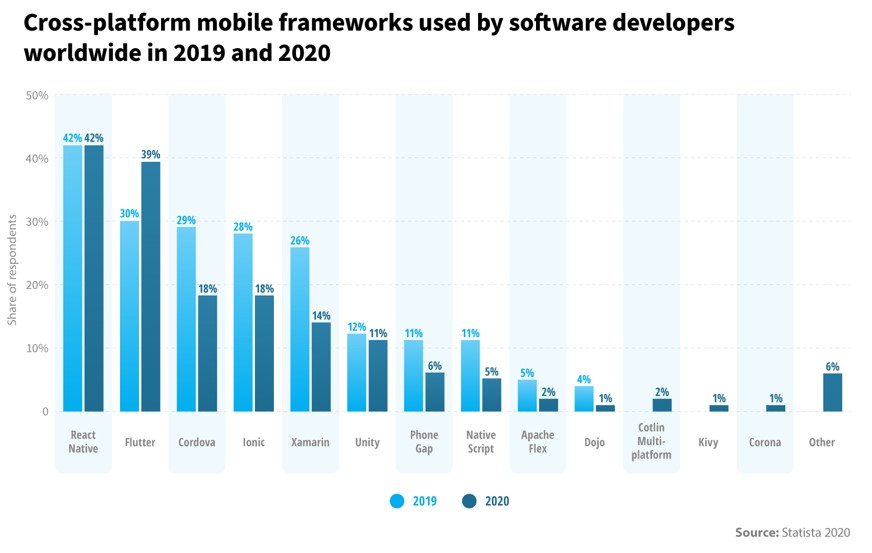 Cross-platform mobile frameworks used by software developers
worldwide in 2019 and 2020
Share of respondents
50%
40%
30%
20%
10%
0
42% 42%
30% 39%
29% 18%
28% 18%
26% 14%
12% 11%
11% 6%
11% 5%
5% 2%
4% 1%
2%
1%
1%
6%
React
Native
Flutter
Cordova
Ionic
Xamarin
Unity
Phone
Gap
Native
Script
Apache
Flex
Dojo
Cotlin
Multi-
platform
Kivy
Corona
Other
2019
2020
Source: Statista 2020